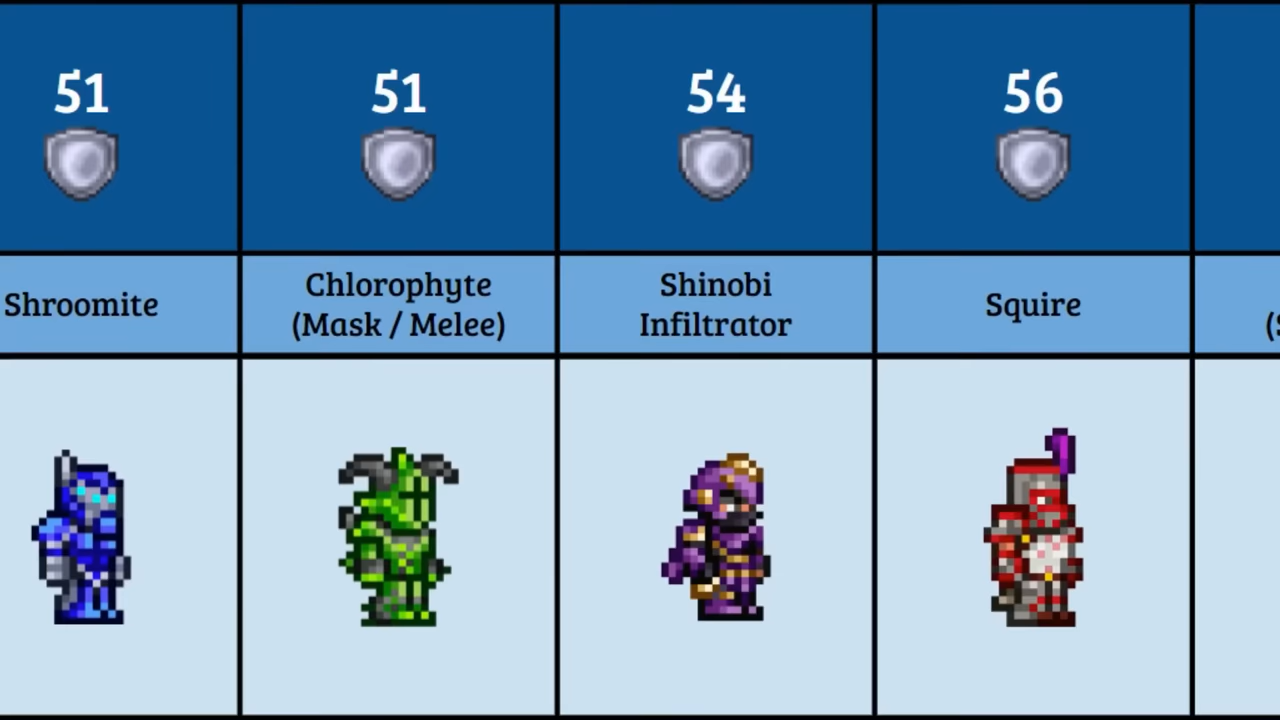 51
51
54
56
Shroomite
Chlorophyte
(Mask / Melee)
Shinobi
Infiltrator
Squire